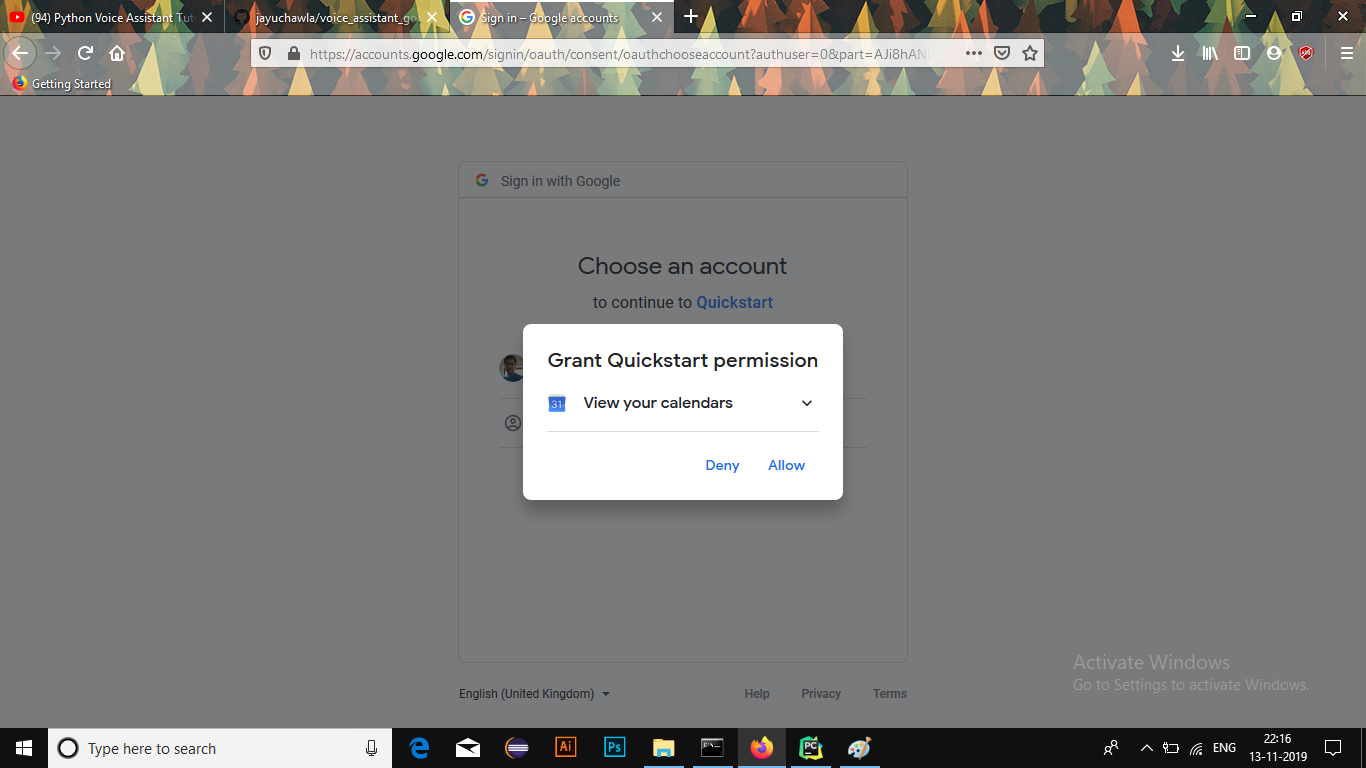 (94) Python Voice Assistant Tut
jayuchawla/voice_assistant_go
Sign in – Google accounts
https://accounts.google.com/signin/oauth/consent/oauthchooseaccount?authuser=0&part=AJi8hAN
Getting Started
Sign in with Google
Choose an account
to continue to Quickstart
Grant Quickstart permission
31
View your calendars
Deny Allow
English (United Kingdom)
Help Privacy Terms
Activate Windows
Go to Settings to activate Windows.
Type here to search
Ai
Ps
PC
ENG
22:16
13-11-2019